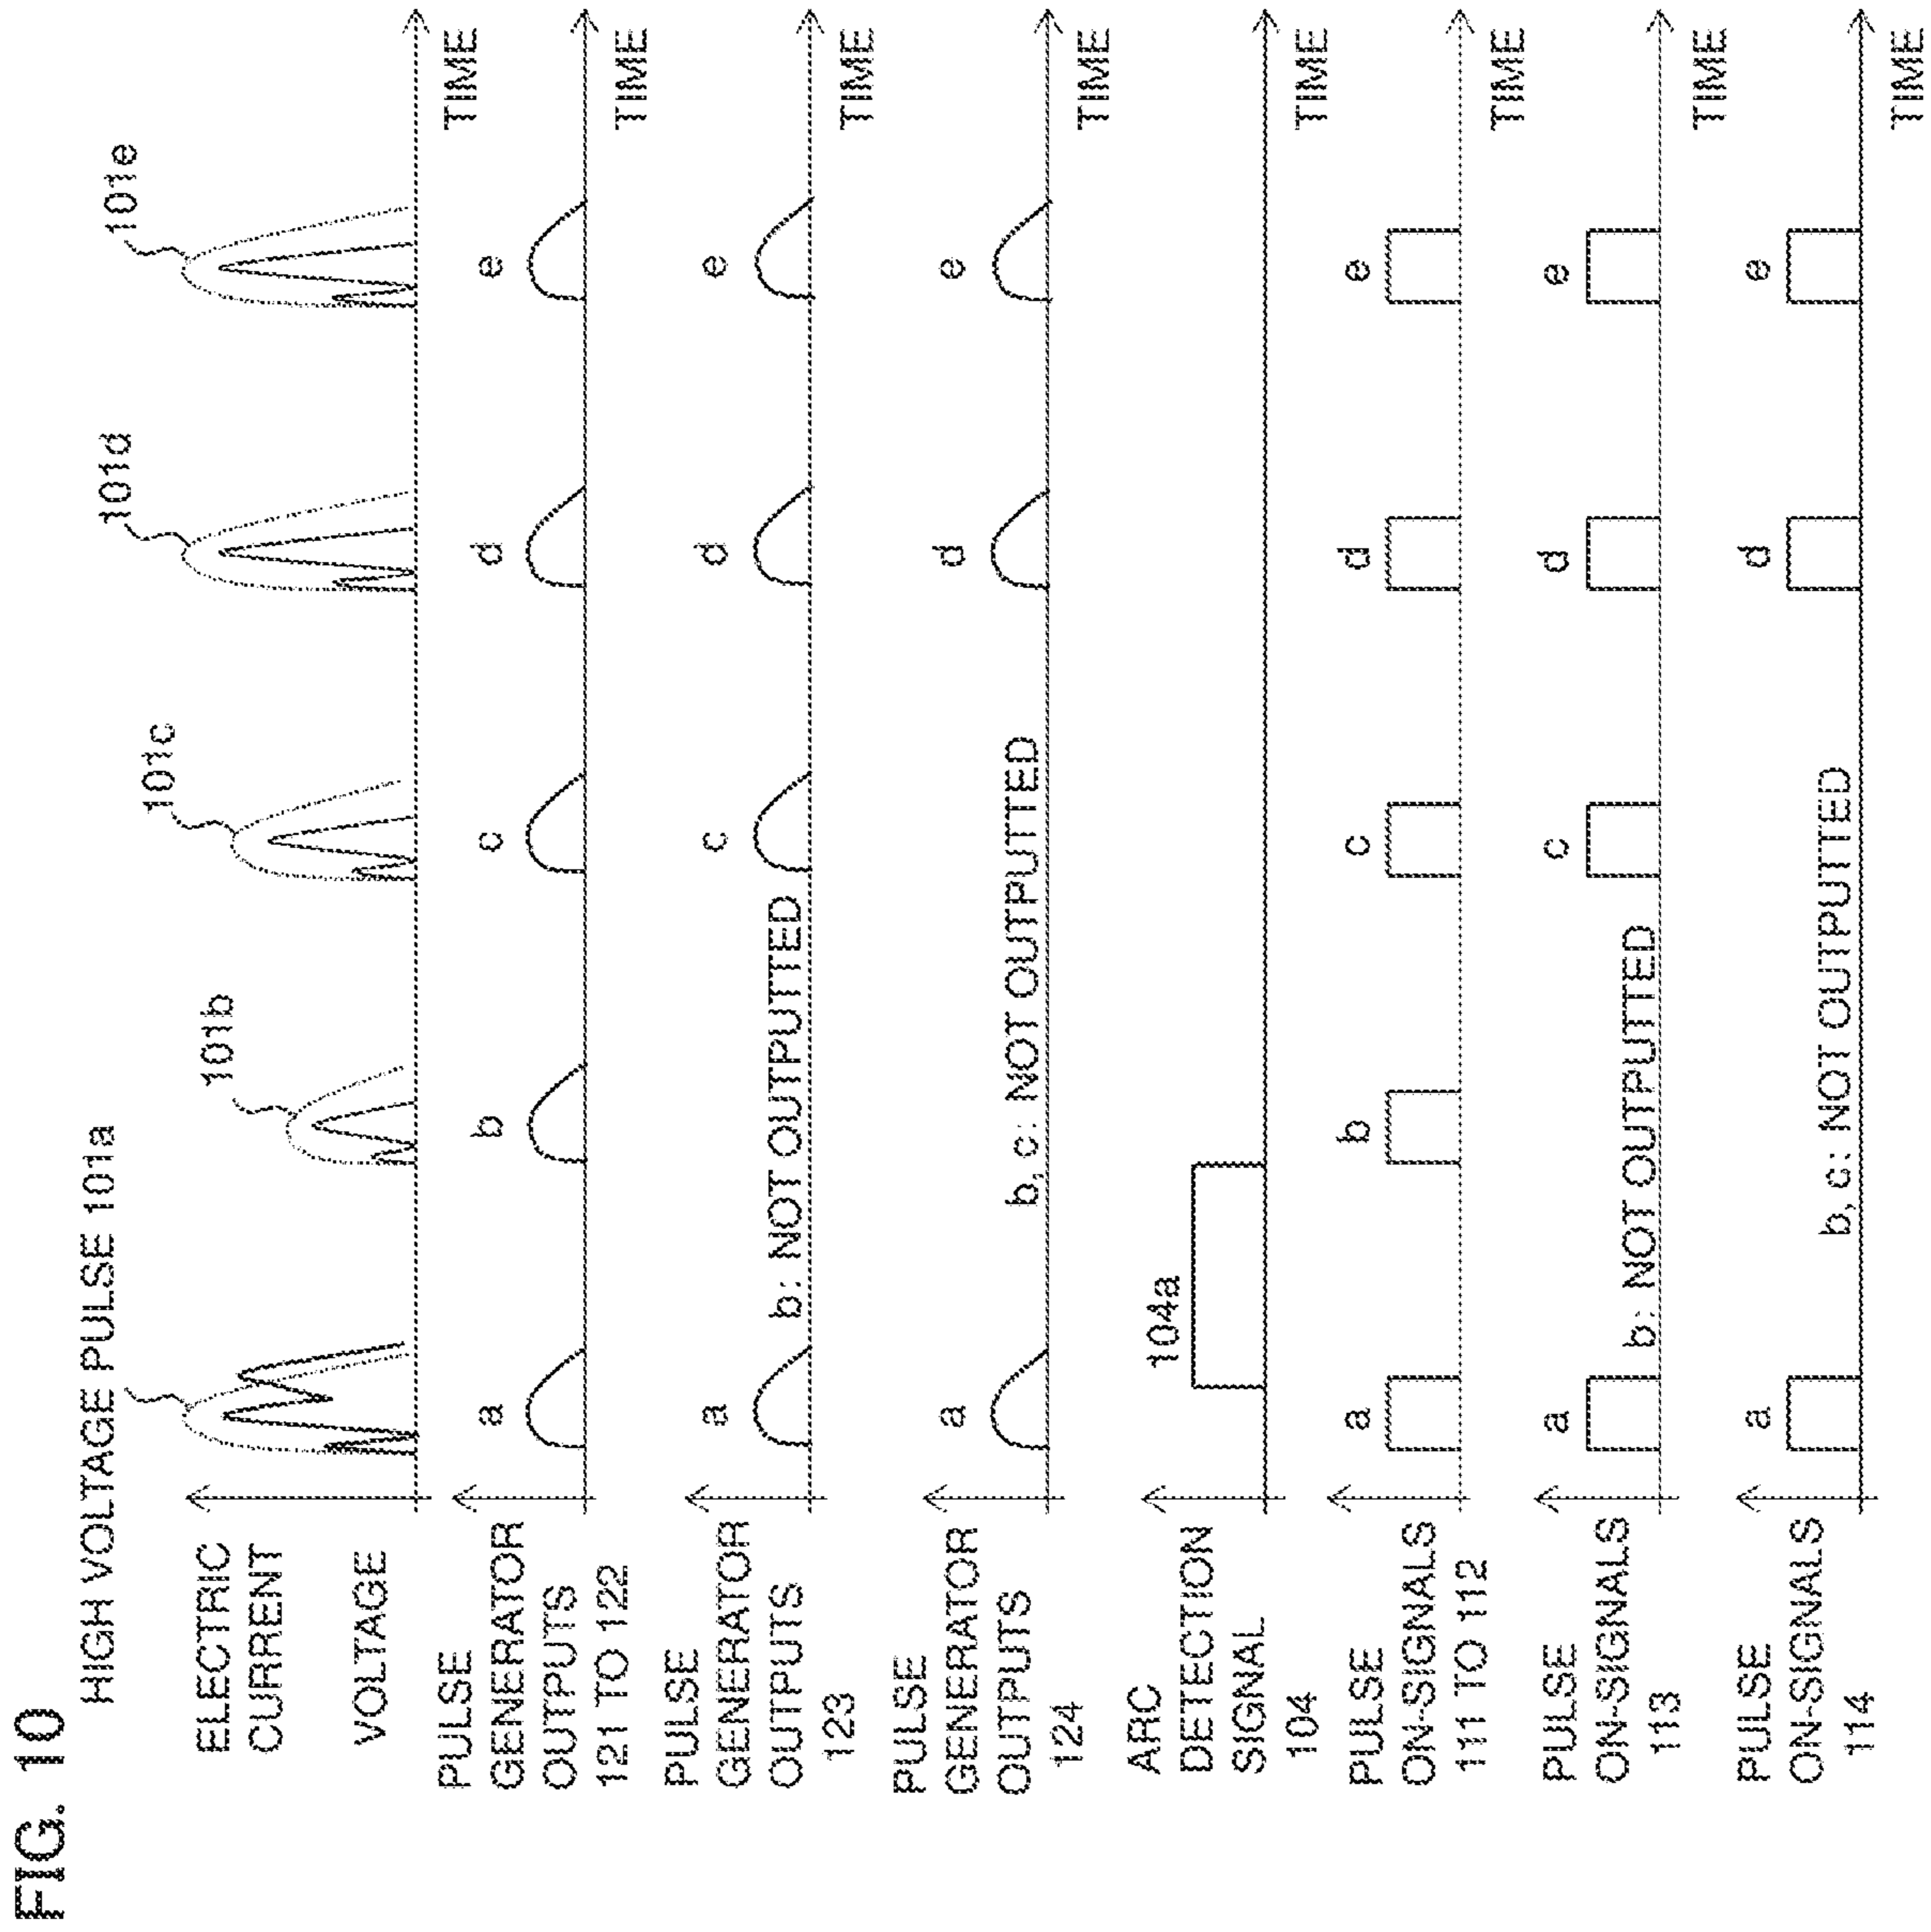 FIG. 10
HIGH VOLTAGE PULSE 101a
101b
101c
101d
101e
ELECTRIC
CURRENT
VOLTAGE
TIME
PULSE
GENERATOR
OUTPUTS
121 TO 122
a
b
c
d
e
TIME
PULSE
GENERATOR
OUTPUTS
123
a
b: NOT OUTPUTTED
c
d
e
TIME
PULSE
GENERATOR
OUTPUTS
124
a
b, c: NOT OUTPUTTED
d
e
TIME
ARC
DETECTION
SIGNAL
104
104a
TIME
PULSE
ON-SIGNALS
111 TO 112
a
b
c
d
e
TIME
PULSE
ON-SIGNALS
113
a
b: NOT OUTPUTTED
c
d
e
TIME
PULSE
ON-SIGNALS
114
a
b, c: NOT OUTPUTTED
d
e
TIME